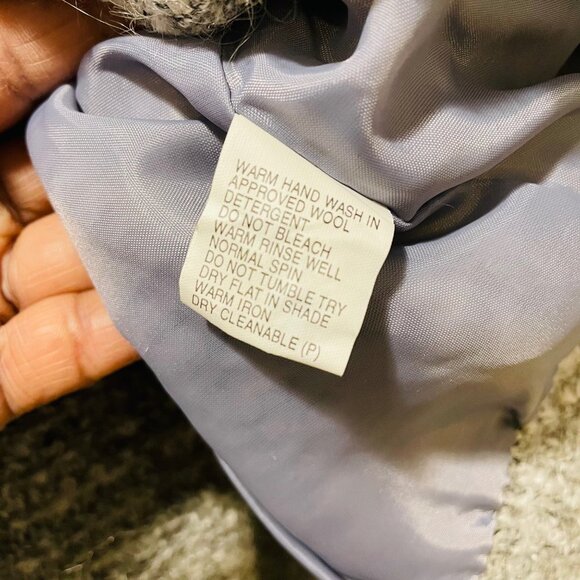 WARM HAND WASH IN
APPROVED WOOL
DETERGENT
DO NOT BLEACH
WARM RINSE WELL
NORMAL SPIN
DO NOT TUMBLE TRY
DRY FLAT IN SHADE
WARM IRON
DRY CLEANABLE (P)